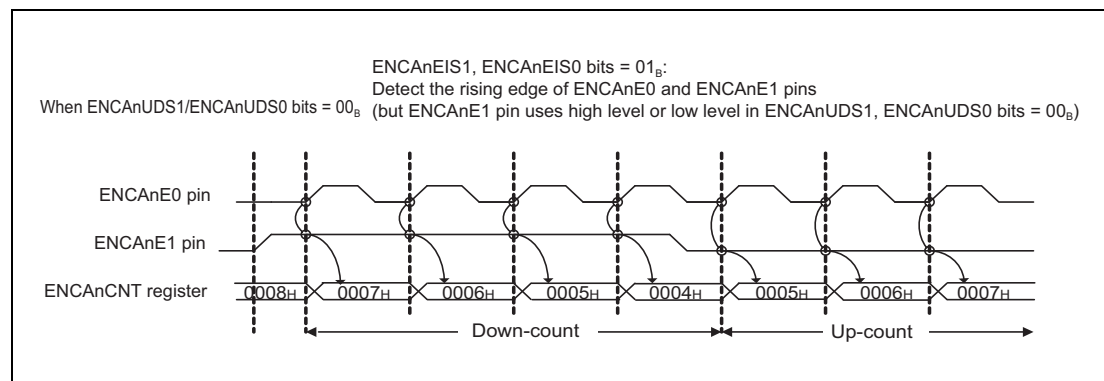 ENCAnEIS1, ENCAnEIS0 bits = 01B:
Detect the rising edge of ENCAnE0 and ENCAnE1 pins
When ENCAnUDS1/ENCAnUDS0 bits = 00B (but ENCAnE1 pin uses high level or low level in ENCAnUDS1, ENCAnUDS0 bits = 00B)
ENCAnE0 pin
ENCAnE1 pin
ENCAnCNT register 0008H 0007H 0006H 0005H 0004H 0005H 0006H 0007H
Down-count Up-count